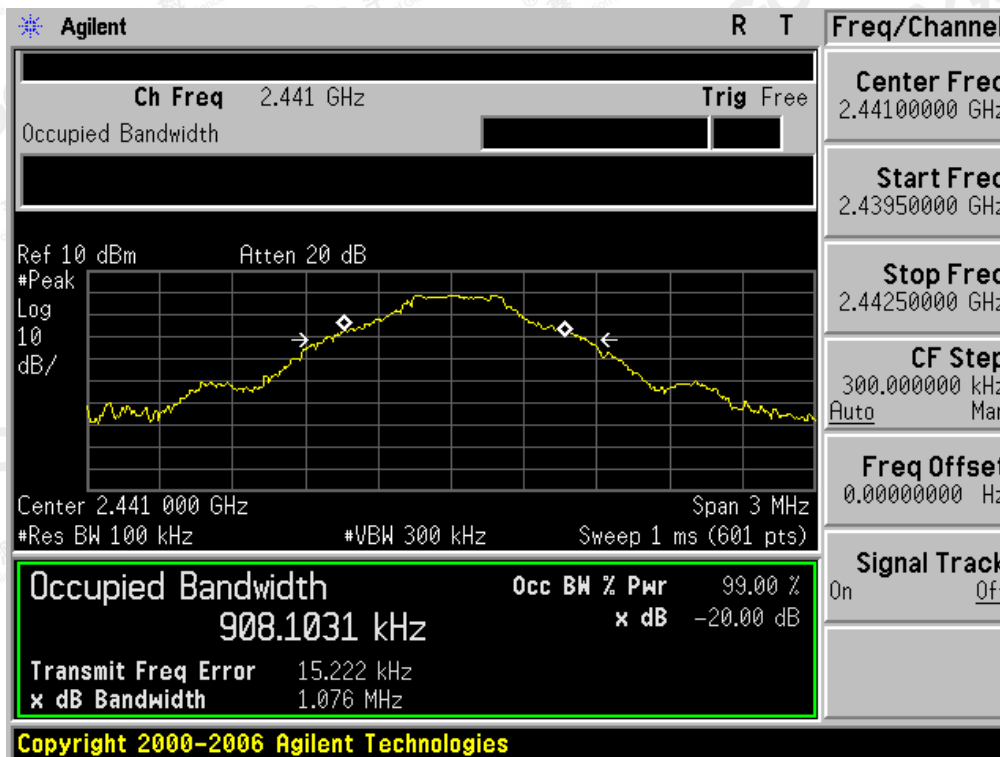 Agilent R T
Ch Freq 2.441 GHz Trig Free
Occupied Bandwidth
Ref 10 dBm Atten 20 dB
#Peak
Log
10
dB/
Center 2.441 000 GHz Span 3 MHz
#Res BW 100 kHz #VBW 300 kHz Sweep 1 ms (601 pts)
Occupied Bandwidth
908.1031 kHz
Occ BW % Pwr 99.00 %
x dB -20.00 dB
Transmit Freq Error 15.222 kHz
x dB Bandwidth 1.076 MHz
Copyright 2000-2006 Agilent Technologies
Freq/Channel
Center Freq
2.44100000 GHz
Start Freq
2.43950000 GHz
Stop Freq
2.44250000 GHz
CF Step
300.000000 kHz
Auto Man
Freq Offset
0.00000000 Hz
Signal Track
On Off